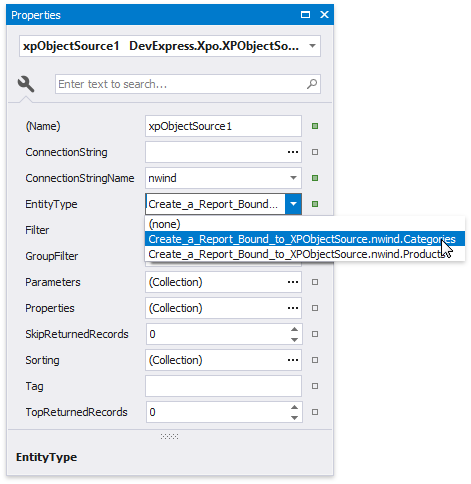 Properties
xpObjectSource1 DevExpress.Xpo.XPObjectSo...
Enter text to search...
(Name) xpObjectSource1
ConnectionString
ConnectionStringName nwind
EntityType Create_a_Report_Bound...
(none)
Filter
Create_a_Report_Bound_to_XPObjectSource.nwind.Categories
GroupFilter
Create_a_Report_Bound_to_XPObjectSource.nwind.Products
Parameters (Collection)
Properties (Collection)
SkipReturnedRecords 0
Sorting (Collection)
Tag
TopReturnedRecords 0
EntityType